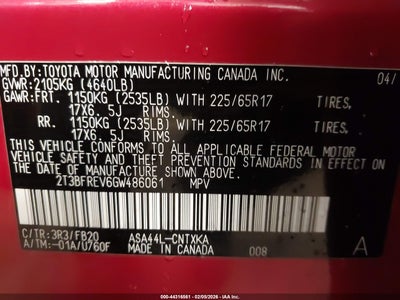 MFD.BY:TOYOTA MOTOR MANUFACTURING CANADA INC. 04/
GVWR:2105KG (4640LB)
GAWR:FRT. 1150KG (2535LB) WITH 225/65R17 TIRES,
17X6. 5J RIMS.
RR. 1150KG (2535LB) WITH 225/65R17 TIRES,
17X6. 5J RIMS.
THIS VEHICLE CONFORMS TO ALL APPLICABLE FEDERAL MOTOR
VEHICLE SAFETY, BUMPER, AND THEFT PREVENTION STANDARDS IN EFFECT
ON THE DATE OF MANUFACTURE SHOWN ABOVE.
2T3BFREV6GW486061 MPV
C/TR:3R3/FB20 ASA44L-CNTXKA
A/TM:-01A/U760F MADE IN CANADA 008 A
000-44316561 - 02/09/2026 - IAAI.com